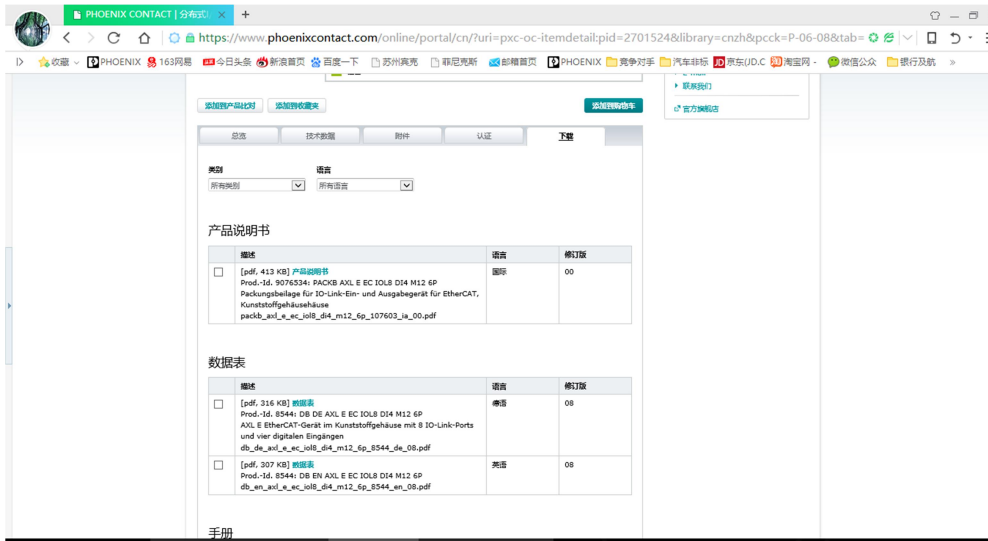 PHOENIX CONTACT | 分布式I
https://www.phoenixcontact.com/online/portal/cn/?uri=pxc-oc-itemdetail:pid=2701524&library=cnzh&pcck=P-06-08&tab=
收藏 PHOENIX 163网易 今日头条 新浪首页 百度一下 苏州宾克 菲尼克斯 邮箱首页 PHOENIX 竞争对手 汽车非标 京东(JD.C 淘宝网 - 微信公众 银行及航 »
联系我们
添加到产品比对 添加到收藏夹 添加到购物车
官方旗舰店
总览 技术数据 附件 认证 下载
类别 语言
所有类别 所有语言
产品说明书
描述 语言 修订版
[pdf, 413 KB] 产品说明书 国际 00
Prod.-Id. 9076534: PACKB AXL E EC IOL8 DI4 M12 6P
Packungsbeilage für IO-Link-Ein- und Ausgabegerät für EtherCAT,
Kunststoffgehäusehäuse
packb_axl_e_ec_iol8_di4_m12_6p_107603_ia_00.pdf
数据表
描述 语言 修订版
[pdf, 316 KB] 数据表 德语 08
Prod.-Id. 8544: DB DE AXL E EC IOL8 DI4 M12 6P
AXL E EtherCAT-Gerät im Kunststoffgehäuse mit 8 IO-Link-Ports
und vier digitalen Eingängen
db_de_axl_e_ec_iol8_di4_m12_6p_8544_de_08.pdf
[pdf, 307 KB] 数据表 英语 08
Prod.-Id. 8544: DB EN AXL E EC IOL8 DI4 M12 6P
db_en_axl_e_ec_iol8_di4_m12_6p_8544_en_08.pdf
手册